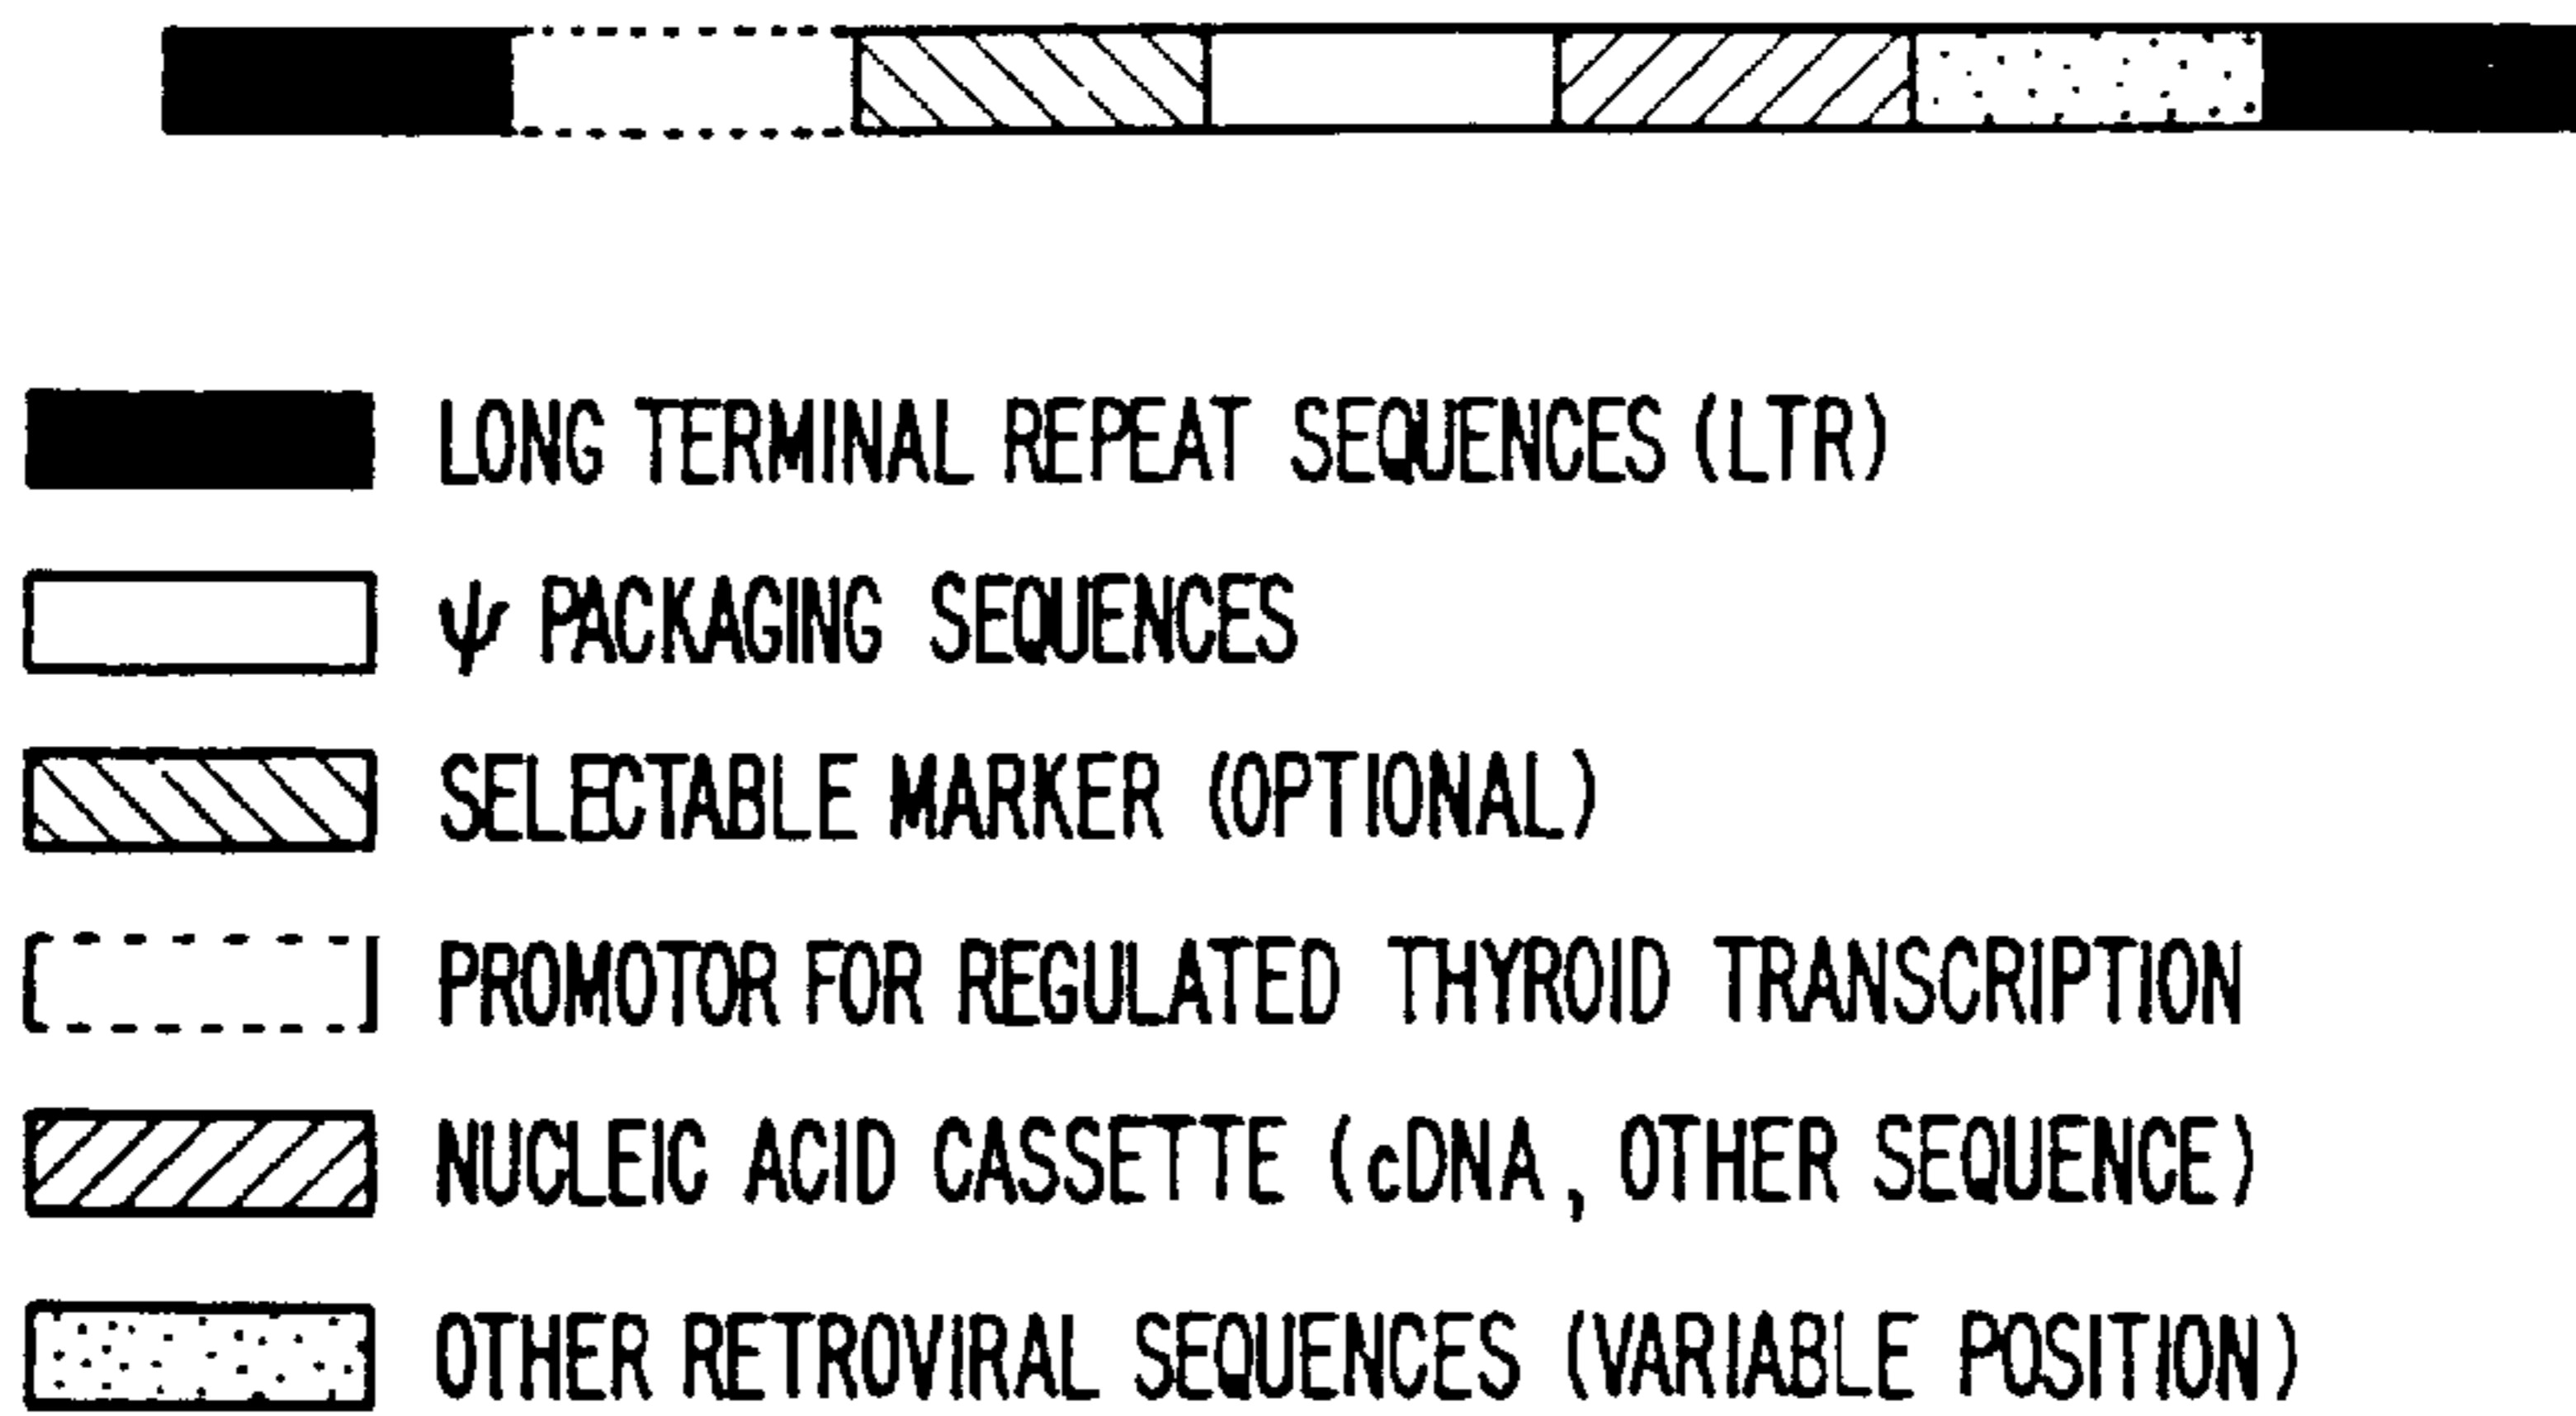 LONG TERMINAL REPEAT SEQUENCES (LTR)
ψ PACKAGING SEQUENCES
SELECTABLE MARKER (OPTIONAL)
PROMOTOR FOR REGULATED THYROID TRANSCRIPTION
NUCLEIC ACID CASSETTE (cDNA, OTHER SEQUENCE)
OTHER RETROVIRAL SEQUENCES (VARIABLE POSITION)